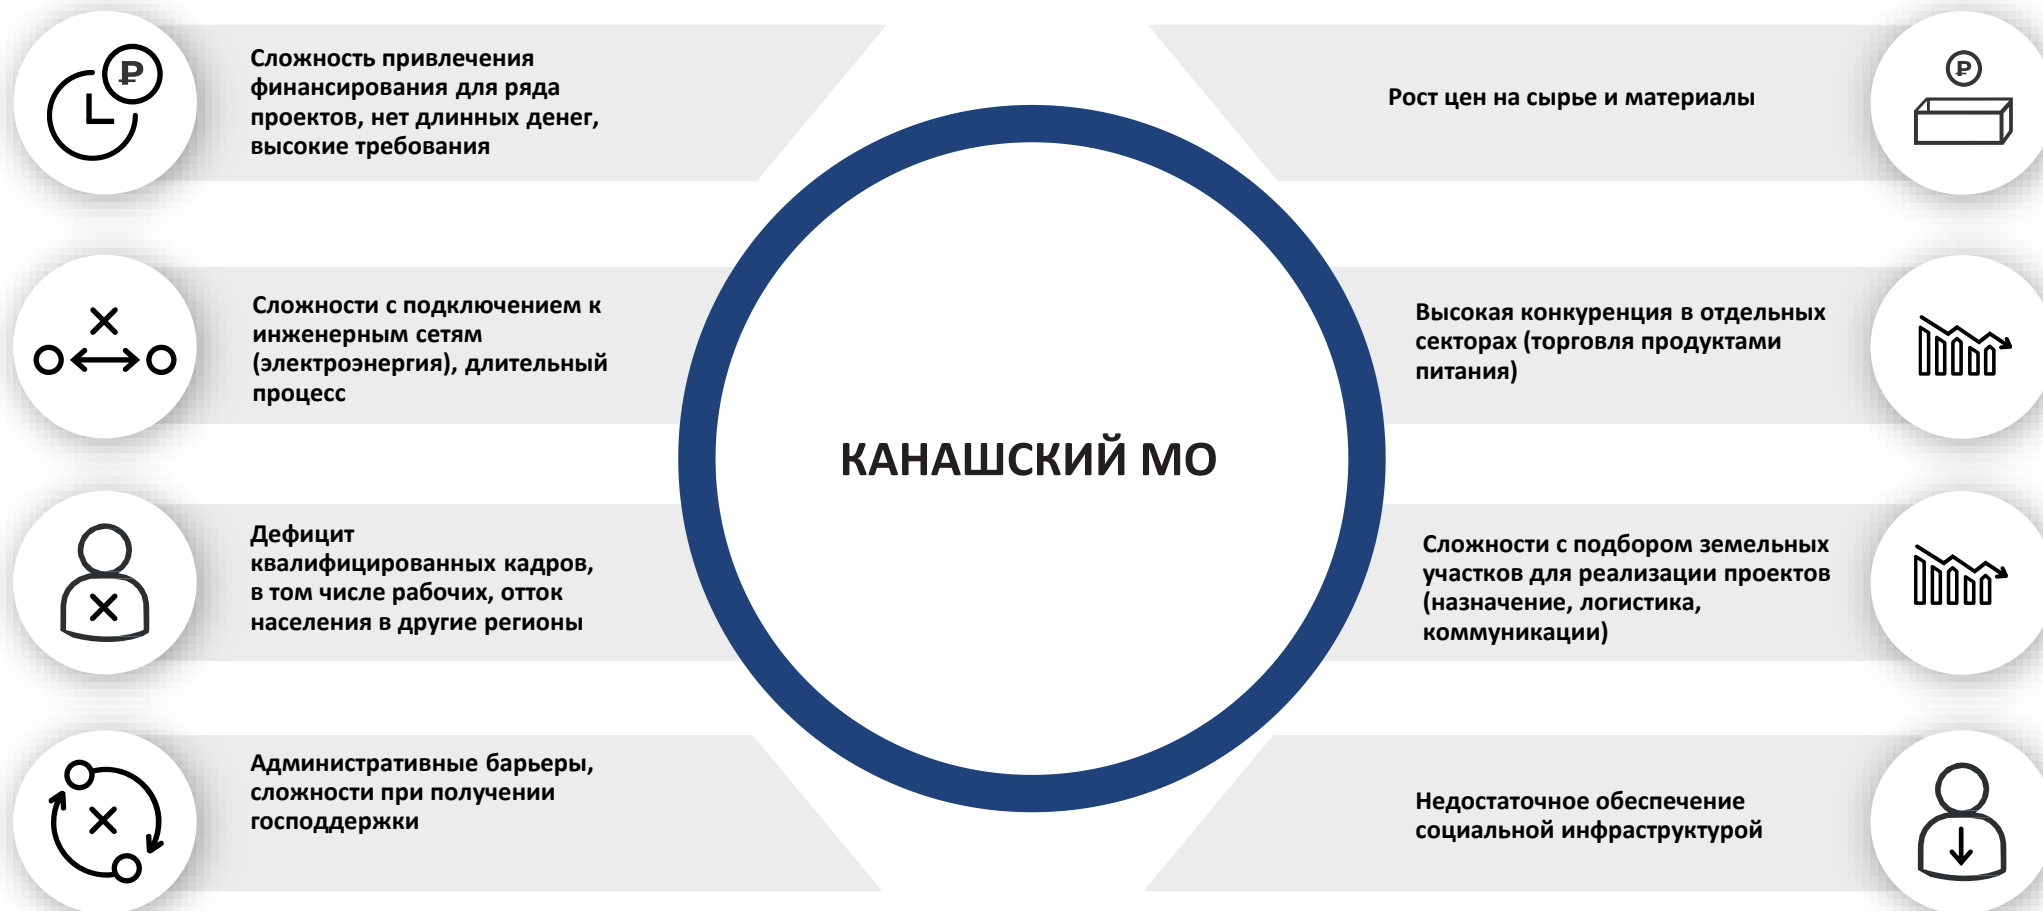 Сложность привлечения
финансирования для ряда
проектов, нет длинных денег,
высокие требования
Сложности с подключением к
инженерным сетям
(электроэнергия), длительный
процесс
Дефицит
квалифицированных кадров,
в том числе рабочих, отток
населения в другие регионы
Административные барьеры,
сложности при получении
господдержки
КАНАШСКИЙ МО
Рост цен на сырье и материалы
Высокая конкуренция в отдельных
секторах (торговля продуктами
питания)
Сложности с подбором земельных
участков для реализации проектов
(назначение, логистика,
коммуникации)
Недостаточное обеспечение
социальной инфраструктурой